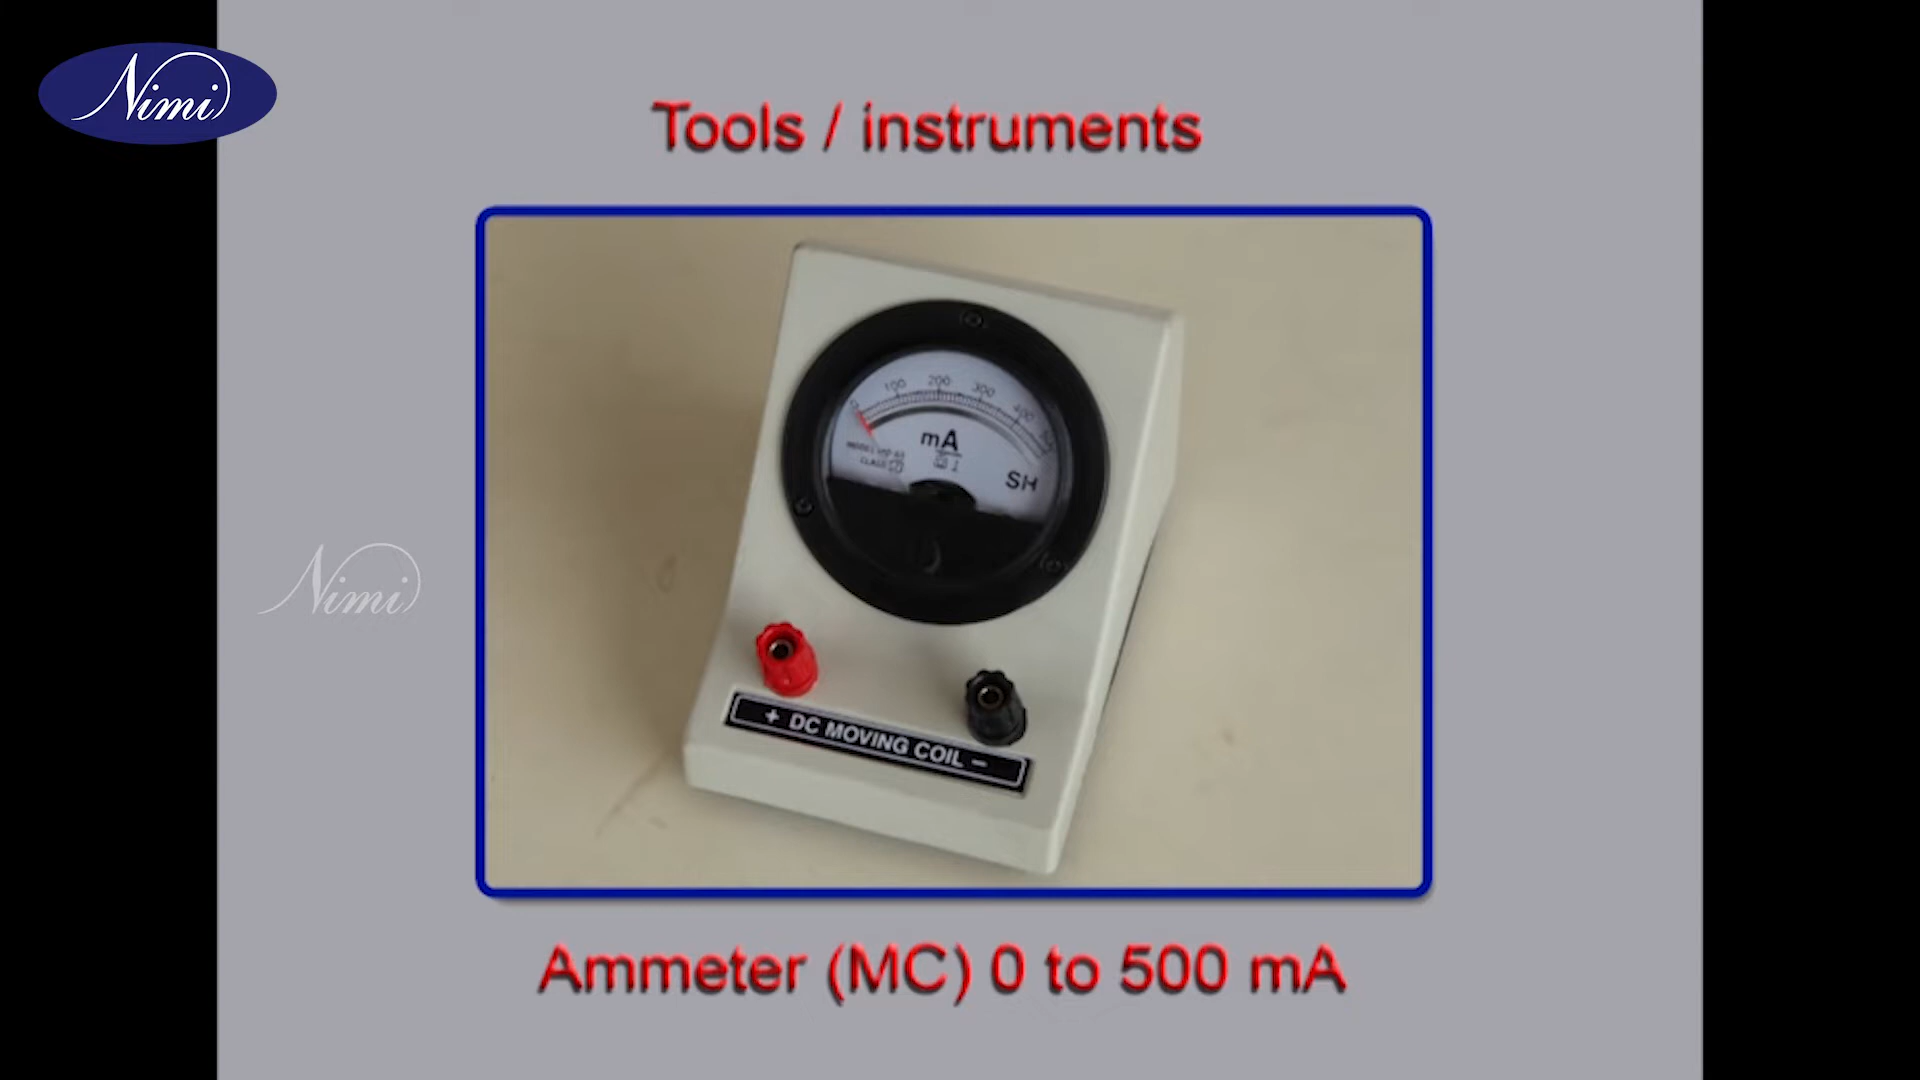 Nimi
Tools / instruments
100 200 300 400
mA
SH
Nimi
+ DC MOVING COIL -
Ammeter (MC) 0 to 500 mA